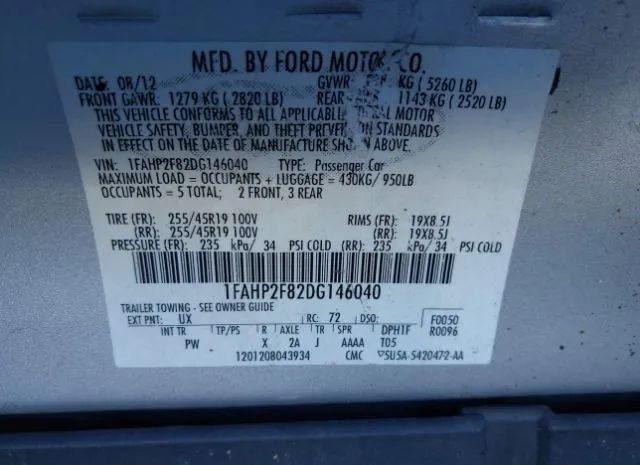 MFD. BY FORD MOTOR CO.
DATE 08/12 GVWR KG ( 5260 LB)
FRONT GAWR: 1279 KG ( 2820 LB) REAR 1143 KG ( 2520 LB)
THIS VEHICLE CONFORMS TO ALL APPLICABLE MOTOR
VEHICLE SAFETY, BUMPER, AND THEFT PREVENTION STANDARDS
IN EFFECT ON THE DATE OF MANUFACTURE SHOWN ABOVE.
VIN: 1FAHP2F82DG146040 TYPE: Passenger Car
MAXIMUM LOAD = OCCUPANTS + LUGGAGE = 430KG/ 950LB
OCCUPANTS = 5 TOTAL; 2 FRONT, 3 REAR
TIRE (FR): 255/45R19 100V RIMS (FR): 19X8.5J
(RR): 255/45R19 100V (RR): 19X8.5J
PRESSURE (FR): 235 kPa/ 34 PSI COLD (RR): 235 kPa/ 34 PSI COLD
1FAHP2F82DG146040
TRAILER TOWING - SEE OWNER GUIDE
EXT PNT: UX RC: 72 DSO: F0050
INT TR TP/PS R AXLE TR SPR DPH1F R0096
PW X 2A J AAAA T05
1201208043934 CMC 5U5A-5420472-AA